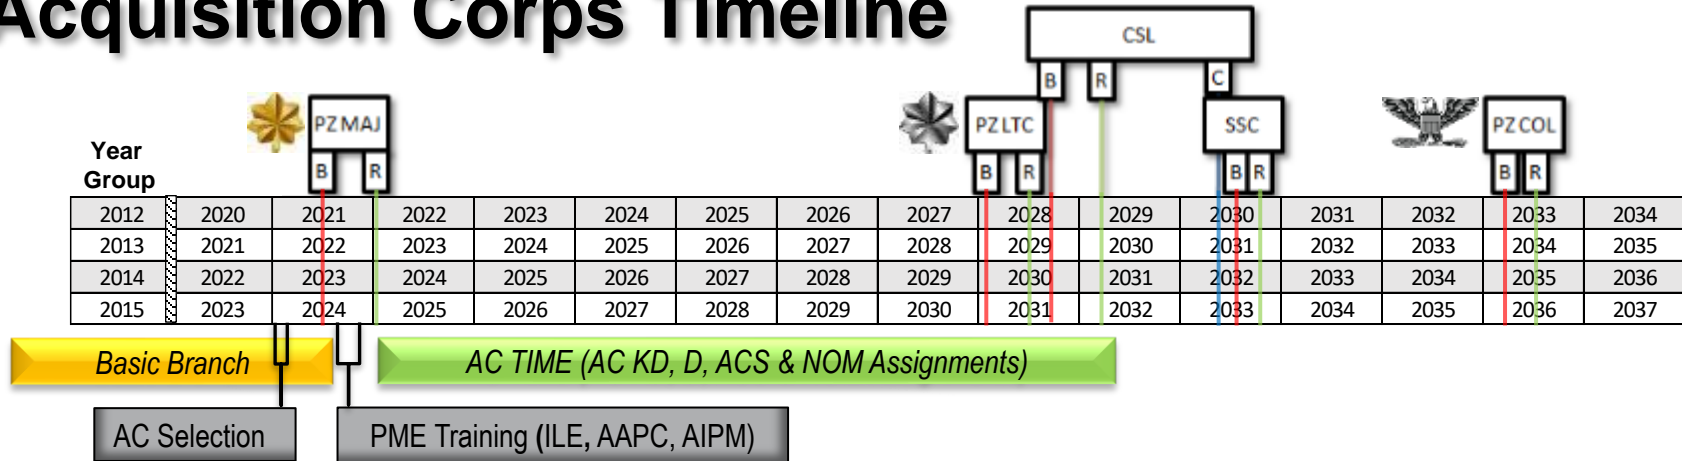 Acquisition Corps Timeline
CSL
B R C
PZ MAJ PZ LTC SSC PZ COL
Year
Group
B R B R B R B R
2012 2020 2021 2022 2023 2024 2025 2026 2027 2028 2029 2030 2031 2032 2033 2034
2013 2021 2022 2023 2024 2025 2026 2027 2028 2029 2030 2031 2032 2033 2034 2035
2014 2022 2023 2024 2025 2026 2027 2028 2029 2030 2031 2032 2033 2034 2035 2036
2015 2023 2024 2025 2026 2027 2028 2029 2030 2031 2032 2033 2034 2035 2036 2037
Basic Branch AC TIME (AC KD, D, ACS & NOM Assignments)
AC Selection PME Training (ILE, AAPC, AIPM)